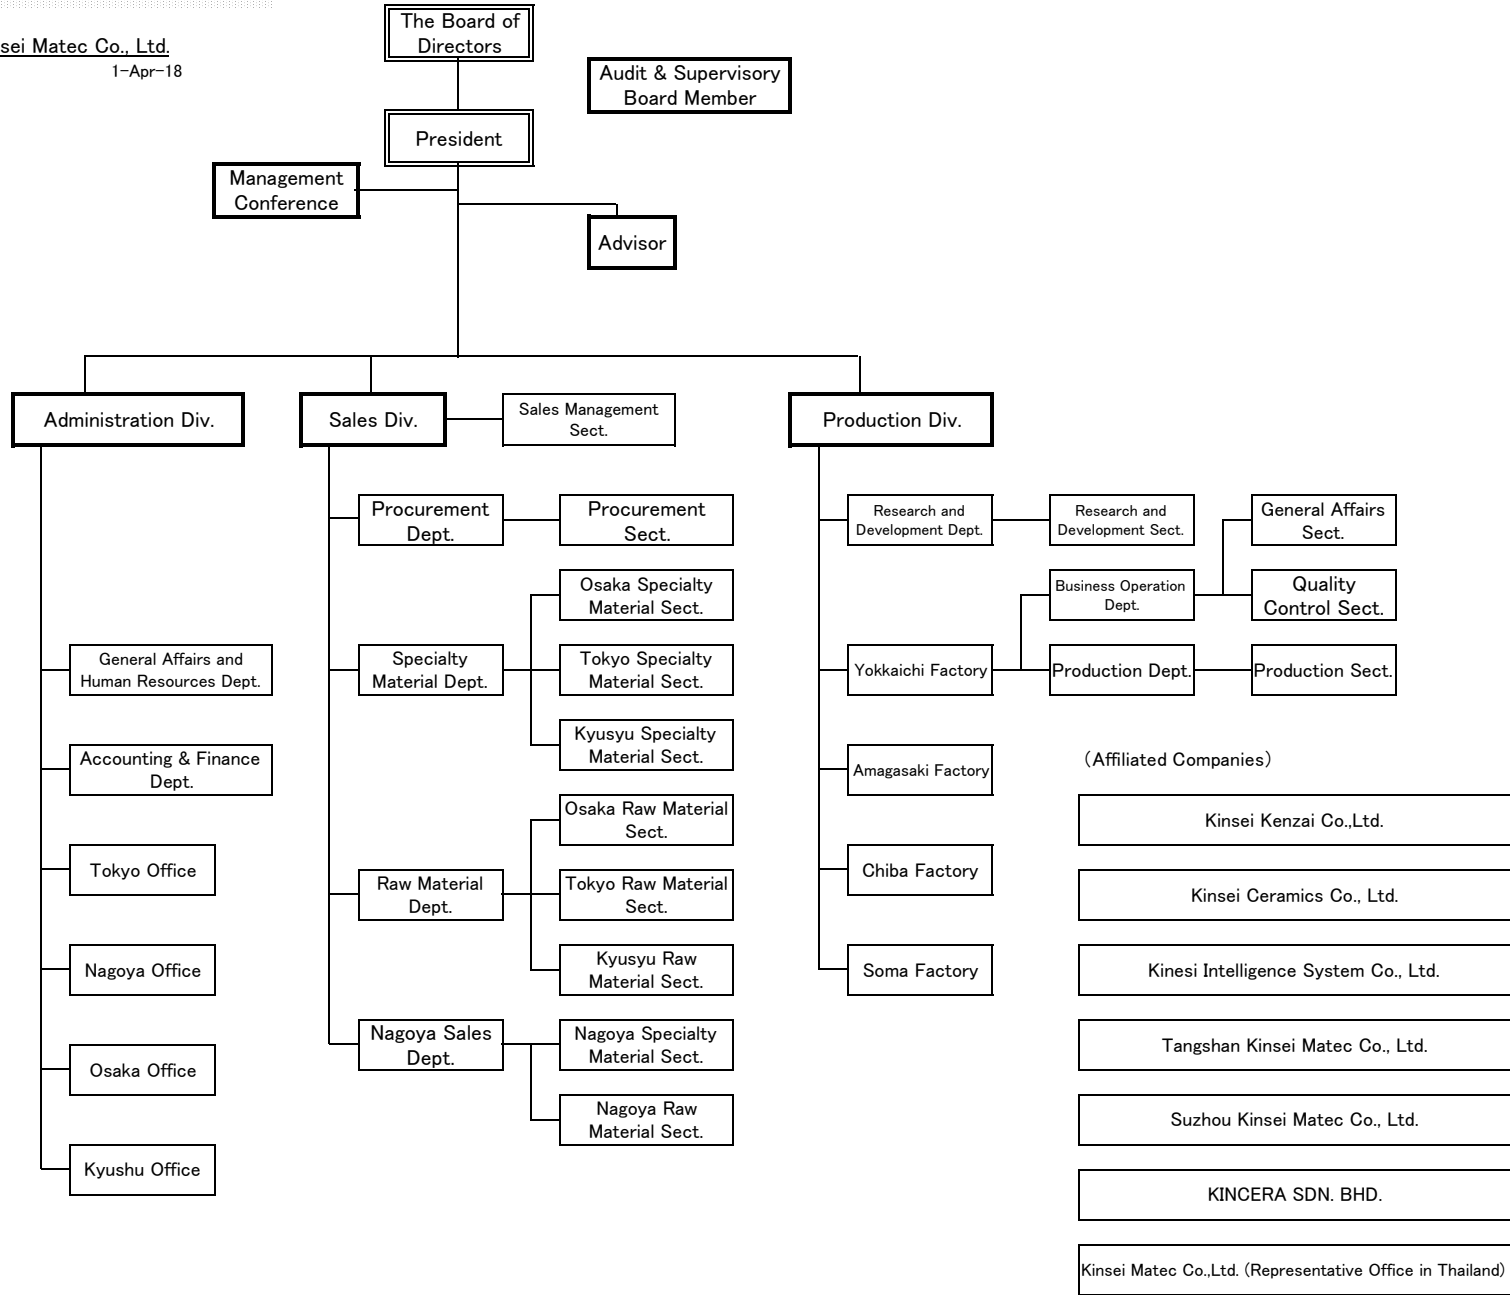 The Board of
Directors
sei Matec Co., Ltd.
1-Apr-18
Audit & Supervisory
Board Member
President
Management
Conference
Advisor
Administration Div.
Sales Div.
Sales Management
Sect.
Production Div.
Procurement
Dept.
Procurement
Sect.
Research and
Development Dept.
Research and
Development Sect.
General Affairs
Sect.
Osaka Specialty
Material Sect.
Business Operation
Dept.
Quality
Control Sect.
General Affairs and
Human Resources Dept.
Specialty
Material Dept.
Tokyo Specialty
Material Sect.
Yokkaichi Factory
Production Dept.
Production Sect.
Kyusyu Specialty
Material Sect.
Accounting & Finance
Dept.
Amagasaki Factory
(Affiliated Companies)
Osaka Raw Material
Sect.
Kinsei Kenzai Co.,Ltd.
Tokyo Office
Raw Material
Dept.
Tokyo Raw Material
Sect.
Chiba Factory
Kinsei Ceramics Co., Ltd.
Nagoya Office
Kyusyu Raw
Material Sect.
Soma Factory
Kinesi Intelligence System Co., Ltd.
Nagoya Sales
Dept.
Nagoya Specialty
Material Sect.
Tangshan Kinsei Matec Co., Ltd.
Osaka Office
Nagoya Raw
Material Sect.
Suzhou Kinsei Matec Co., Ltd.
Kyushu Office
KINCERA SDN. BHD.
Kinsei Matec Co.,Ltd. (Representative Office in Thailand)